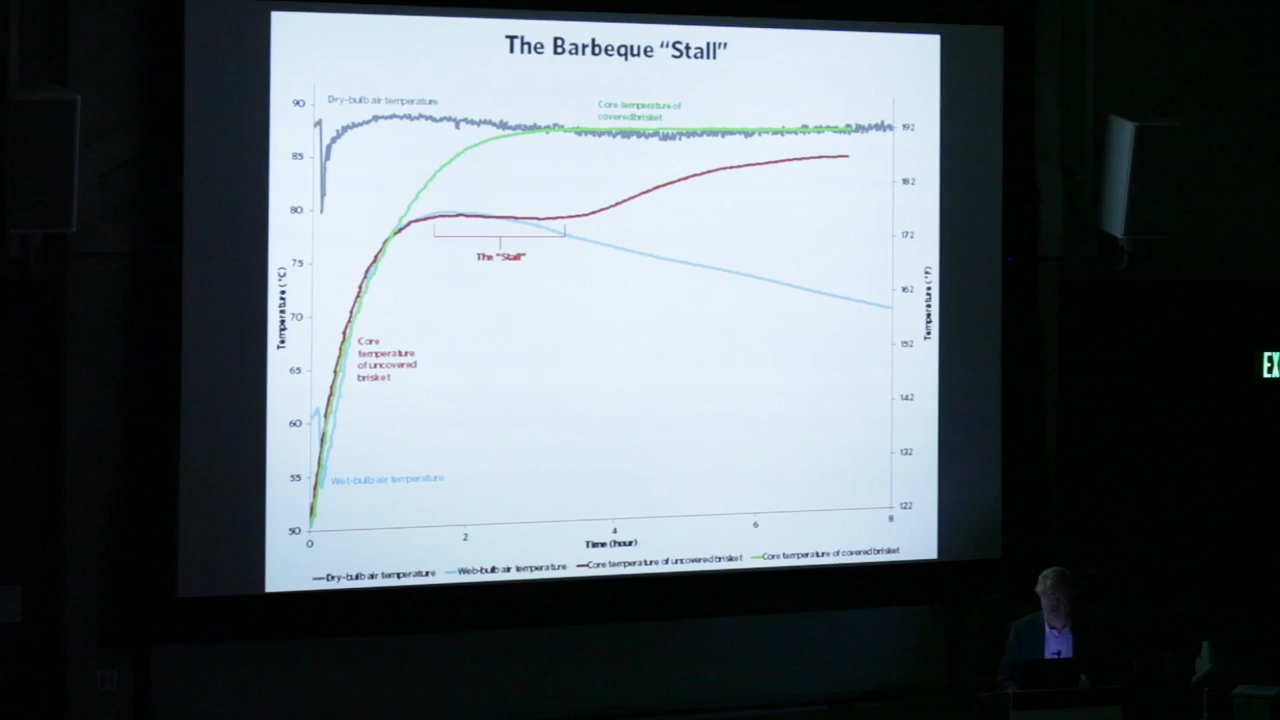 The Barbeque “Stall”
90
Dry-bulb air temperature
Core temperature of
covered brisket
192
85
182
80
172
The “Stall”
75
Temperature (°C)
Temperature (°F)
162
70
Core
temperature
of uncovered
brisket
152
65
142
60
EX
132
55
Wet-bulb air temperature
50
122
0
2
4
6
8
Time (hour)
Dry-bulb air temperature
Web-bulb air temperature
Core temperature of uncovered brisket
Core temperature of covered brisket